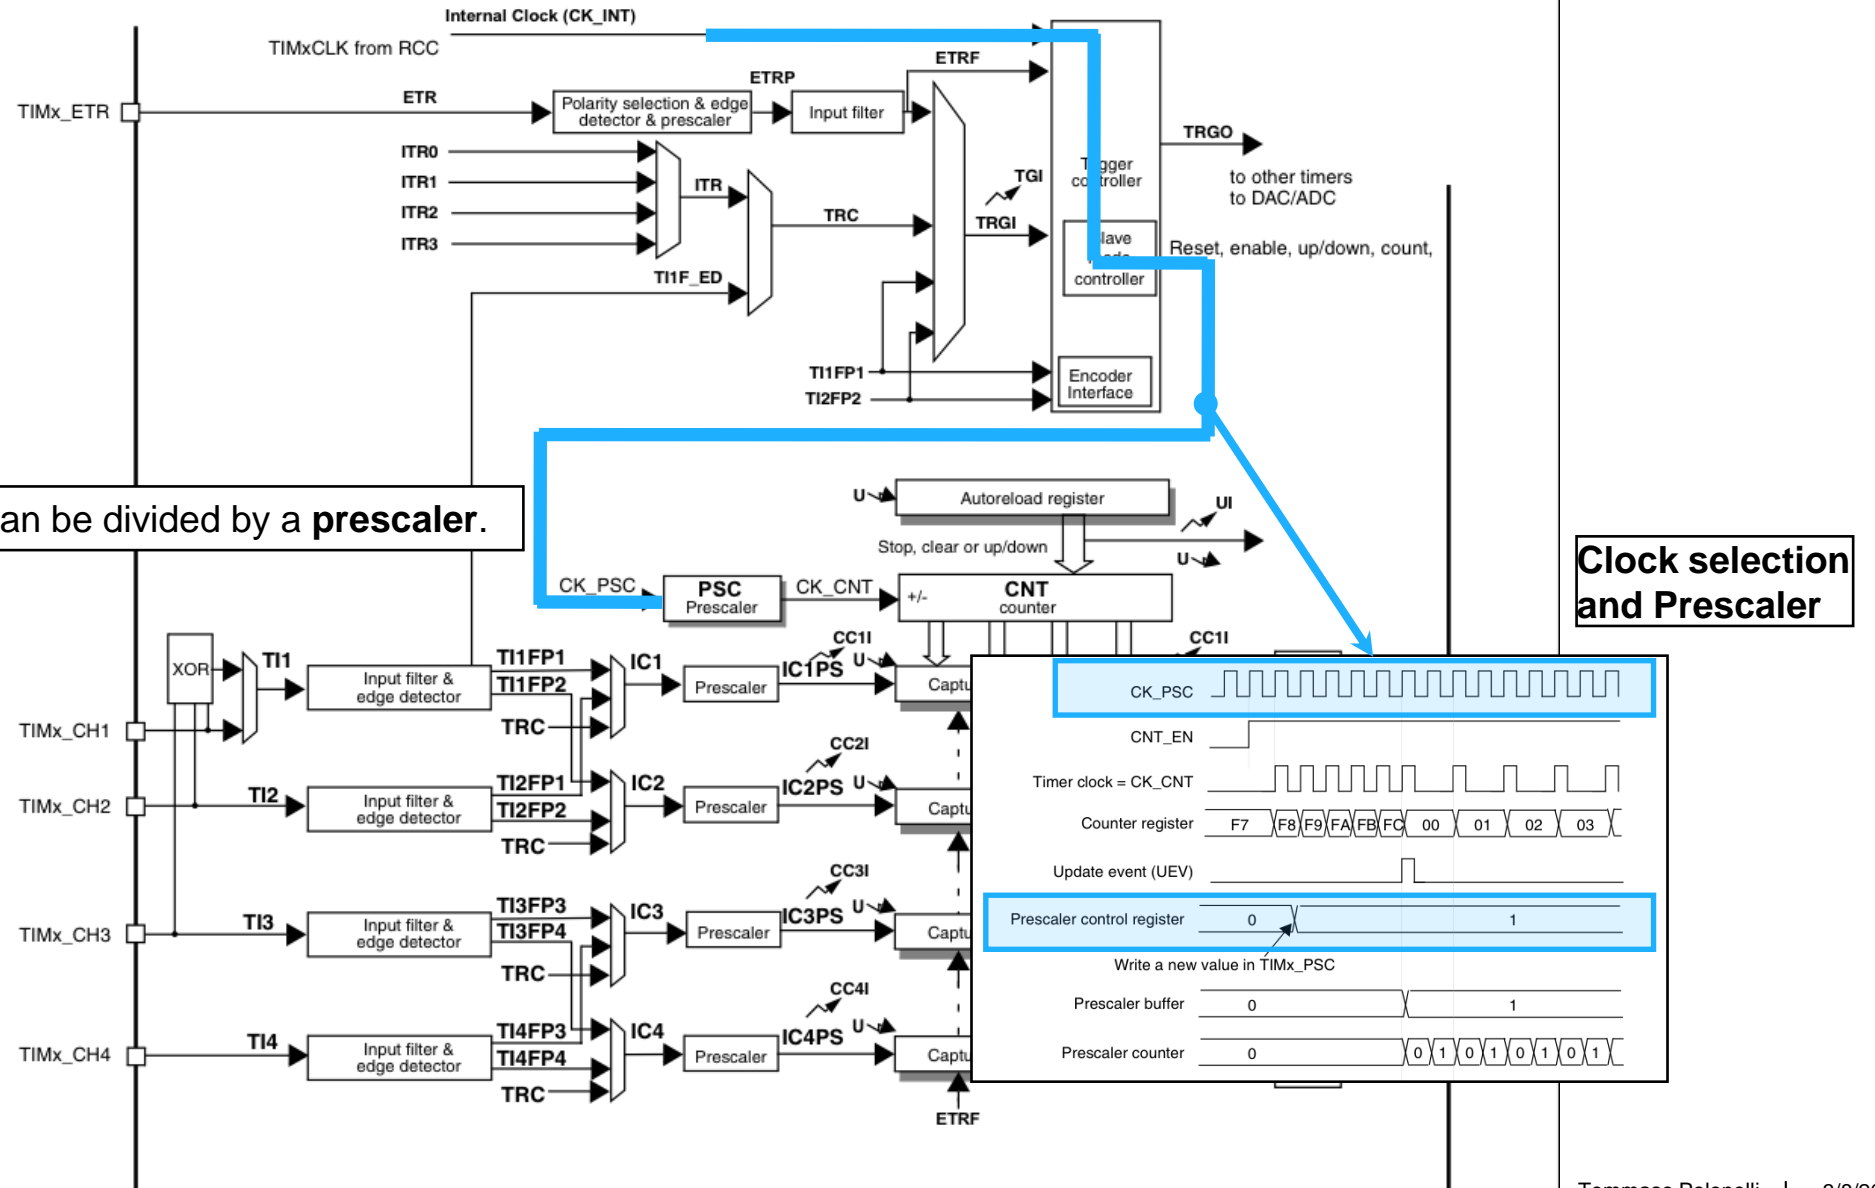 Internal Clock (CK_INT)
TIMxCLK from RCC
ETRF
ETRP
TIMx_ETR
ETR
Polarity selection & edge
detector & prescaler
Input filter
TRGO
ITR0
ITR1
ITR2
ITR3
ITR
TRC
TGI
TRGI
controller
to other timers
to DAC/ADC
Reset, enable, up/down, count,
controller
TI1F_ED
TI1FP1
TI2FP2
Encoder
Interface
an be divided by a prescaler.
U
Autoreload register
UI
Stop, clear or up/down
U
CK_PSC
PSC
Prescaler
CK_CNT
+/-
CNT
counter
Clock selection
and Prescaler
XOR
TI1
Input filter &
edge detector
TI1FP1
TI1FP2
TRC
IC1
Prescaler
CC1I
IC1PS
U
Captu
CC1I
TIMx_CH1
TIMx_CH2
TI2
Input filter &
edge detector
TI2FP1
TI2FP2
TRC
IC2
Prescaler
CC2I
IC2PS
U
Captu
TIMx_CH3
TI3
Input filter &
edge detector
TI3FP3
TI3FP4
TRC
IC3
Prescaler
CC3I
IC3PS
U
Captu
TIMx_CH4
TI4
Input filter &
edge detector
TI4FP3
TI4FP4
TRC
IC4
Prescaler
CC4I
IC4PS
U
Captu
ETRF
CK_PSC
CNT_EN
Timer clock = CK_CNT
Counter register F7 F8 F9 FA FB FC 00 01 02 03
Update event (UEV)
Prescaler control register 0 1
Write a new value in TIMx_PSC
Prescaler buffer 0 1
Prescaler counter 0 0 1 0 1 0 1 0 1